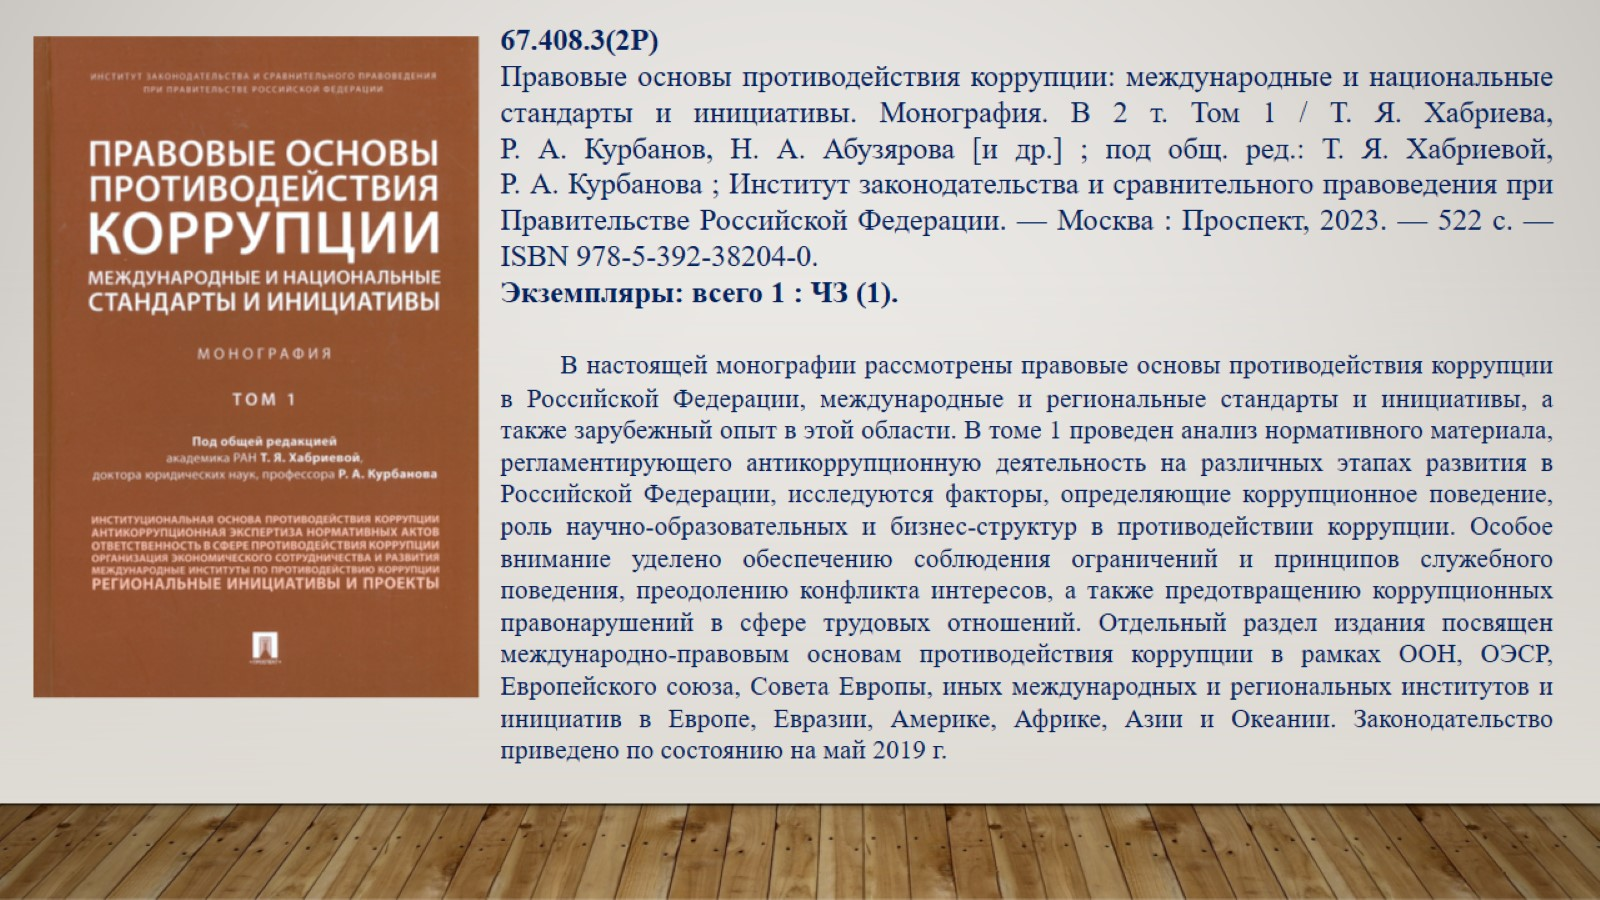 ИНСТИТУТ ЗАКОНОДАТЕЛЬСТВА И СРАВНИТЕЛЬНОГО ПРАВОВЕДЕНИЯ
ПРИ ПРАВИТЕЛЬСТВЕ РОССИЙСКОЙ ФЕДЕРАЦИИ
ПРАВОВЫЕ ОСНОВЫ
ПРОТИВОДЕЙСТВИЯ
КОРРУПЦИИ
МЕЖДУНАРОДНЫЕ И НАЦИОНАЛЬНЫЕ
СТАНДАРТЫ И ИНИЦИАТИВЫ
МОНОГРАФИЯ
ТОМ 1
Под общей редакцией
академика РАН Т. Я. Хабриевой,
доктора юридических наук, профессора Р. А. Курбанова
ИНСТИТУЦИОНАЛЬНАЯ ОСНОВА ПРОТИВОДЕЙСТВИЯ КОРРУПЦИИ
АНТИКОРРУПЦИОННАЯ ЭКСПЕРТИЗА НОРМАТИВНЫХ АКТОВ
ОТВЕТСТВЕННОСТЬ В СФЕРЕ ПРОТИВОДЕЙСТВИЯ КОРРУПЦИИ
ОРГАНИЗАЦИЯ ЭКОНОМИЧЕСКОГО СОТРУДНИЧЕСТВА И РАЗВИТИЯ
МЕЖДУНАРОДНЫЕ ИНСТИТУТЫ ПО ПРОТИВОДЕЙСТВИЮ КОРРУПЦИИ
РЕГИОНАЛЬНЫЕ ИНИЦИАТИВЫ И ПРОЕКТЫ
•ПРОСПЕКТ•
67.408.3(2Р)
Правовые основы противодействия коррупции: международные и национальные
стандарты и инициативы. Монография. В 2 т. Том 1 / Т. Я. Хабриева,
Р. А. Курбанов, Н. А. Абузярова [и др.] ; под общ. ред.: Т. Я. Хабриевой,
Р. А. Курбанова ; Институт законодательства и сравнительного правоведения при
Правительстве Российской Федерации. — Москва : Проспект, 2023. — 522 с. —
ISBN 978-5-392-38204-0.
Экземпляры: всего 1 : ЧЗ (1).
В настоящей монографии рассмотрены правовые основы противодействия коррупции
в Российской Федерации, международные и региональные стандарты и инициативы, а
также зарубежный опыт в этой области. В томе 1 проведен анализ нормативного материала,
регламентирующего антикоррупционную деятельность на различных этапах развития в
Российской Федерации, исследуются факторы, определяющие коррупционное поведение,
роль научно-образовательных и бизнес-структур в противодействии коррупции. Особое
внимание уделено обеспечению соблюдения ограничений и принципов служебного
поведения, преодолению конфликта интересов, а также предотвращению коррупционных
правонарушений в сфере трудовых отношений. Отдельный раздел издания посвящен
международно-правовым основам противодействия коррупции в рамках ООН, ОЭСР,
Европейского союза, Совета Европы, иных международных и региональных институтов и
инициатив в Европе, Евразии, Америке, Африке, Азии и Океании. Законодательство
приведено по состоянию на май 2019 г.